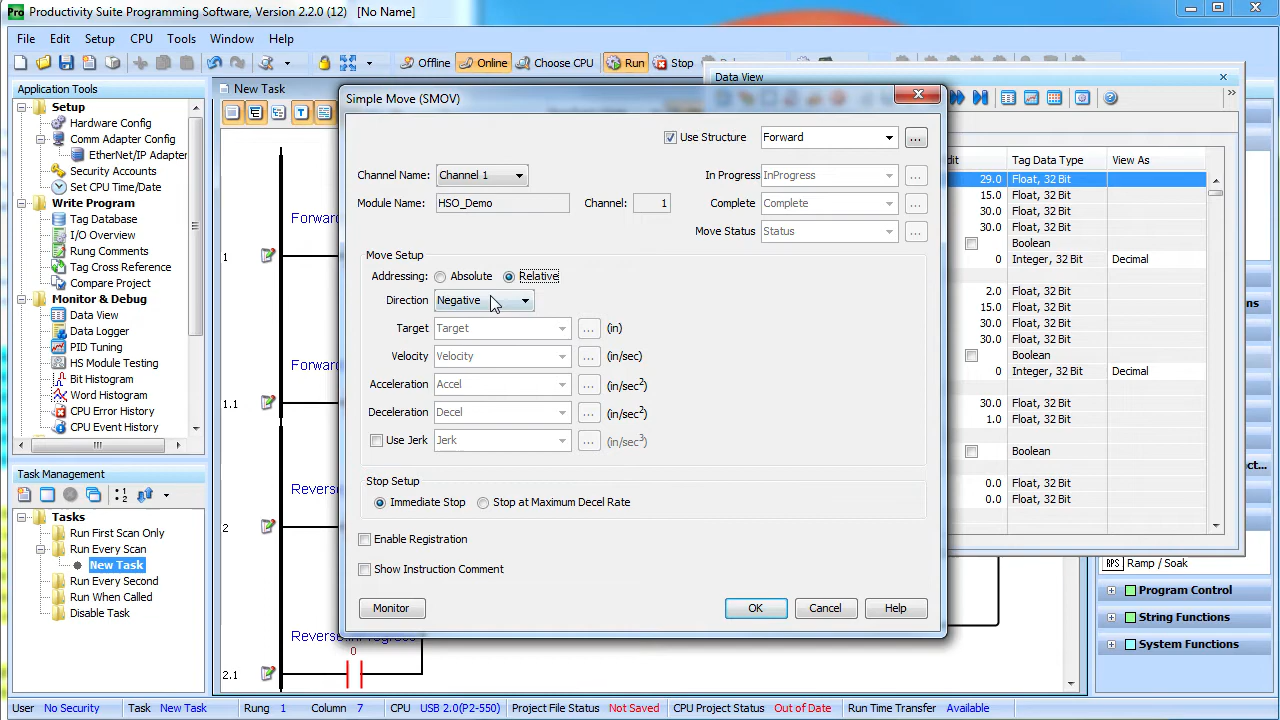 Pro Productivity Suite Programming Software, Version 2.2.0 (12) [No Name]
File Edit Setup CPU Tools Window Help
Offline Online Choose CPU Run Stop
Application Tools
Setup
Hardware Config
Comm Adapter Config
EtherNet/IP Adapter
Security Accounts
Set CPU Time/Date
Write Program
Tag Database
I/O Overview
Rung Comments
Tag Cross Reference
Compare Project
Monitor & Debug
Data View
Data Logger
PID Tuning
HS Module Testing
Bit Histogram
Word Histogram
CPU Error History
CPU Event History
Task Management
Tasks
Run First Scan Only
Run Every Scan
New Task
Run Every Second
Run When Called
Disable Task
New Task
1
Forward
1.1
Forward
2
Revers
2.1
0
Simple Move (SMOV)
Use Structure Forward ...
Channel Name: Channel 1 In Progress InProgress ...
Module Name: HSO_Demo Channel: 1 Complete Complete ...
Move Status Status ...
Move Setup
Addressing: Absolute Relative
Direction Negative
Target Target ... (in)
Velocity Velocity ... (in/sec)
Acceleration Accel ... (in/sec2)
Deceleration Decel ... (in/sec2)
Use Jerk Jerk ... (in/sec3)
Stop Setup
Immediate Stop Stop at Maximum Decel Rate
Enable Registration
Show Instruction Comment
Monitor OK Cancel Help
Data View
dit Tag Data Type View As
29.0 Float, 32 Bit
15.0 Float, 32 Bit
30.0 Float, 32 Bit
30.0 Float, 32 Bit
Boolean
0 Integer, 32 Bit Decimal
2.0 Float, 32 Bit
15.0 Float, 32 Bit
30.0 Float, 32 Bit
30.0 Float, 32 Bit
Boolean
0 Integer, 32 Bit Decimal
30.0 Float, 32 Bit
1.0 Float, 32 Bit
Boolean
0.0 Float, 32 Bit
0.0 Float, 32 Bit
ect...
RPS Ramp / Soak
Program Control
String Functions
System Functions
User No Security Task New Task Rung 1 Column 7 CPU USB 2.0(P2-550) Project File Status Not Saved CPU Project Status Out of Date Run Time Transfer Available